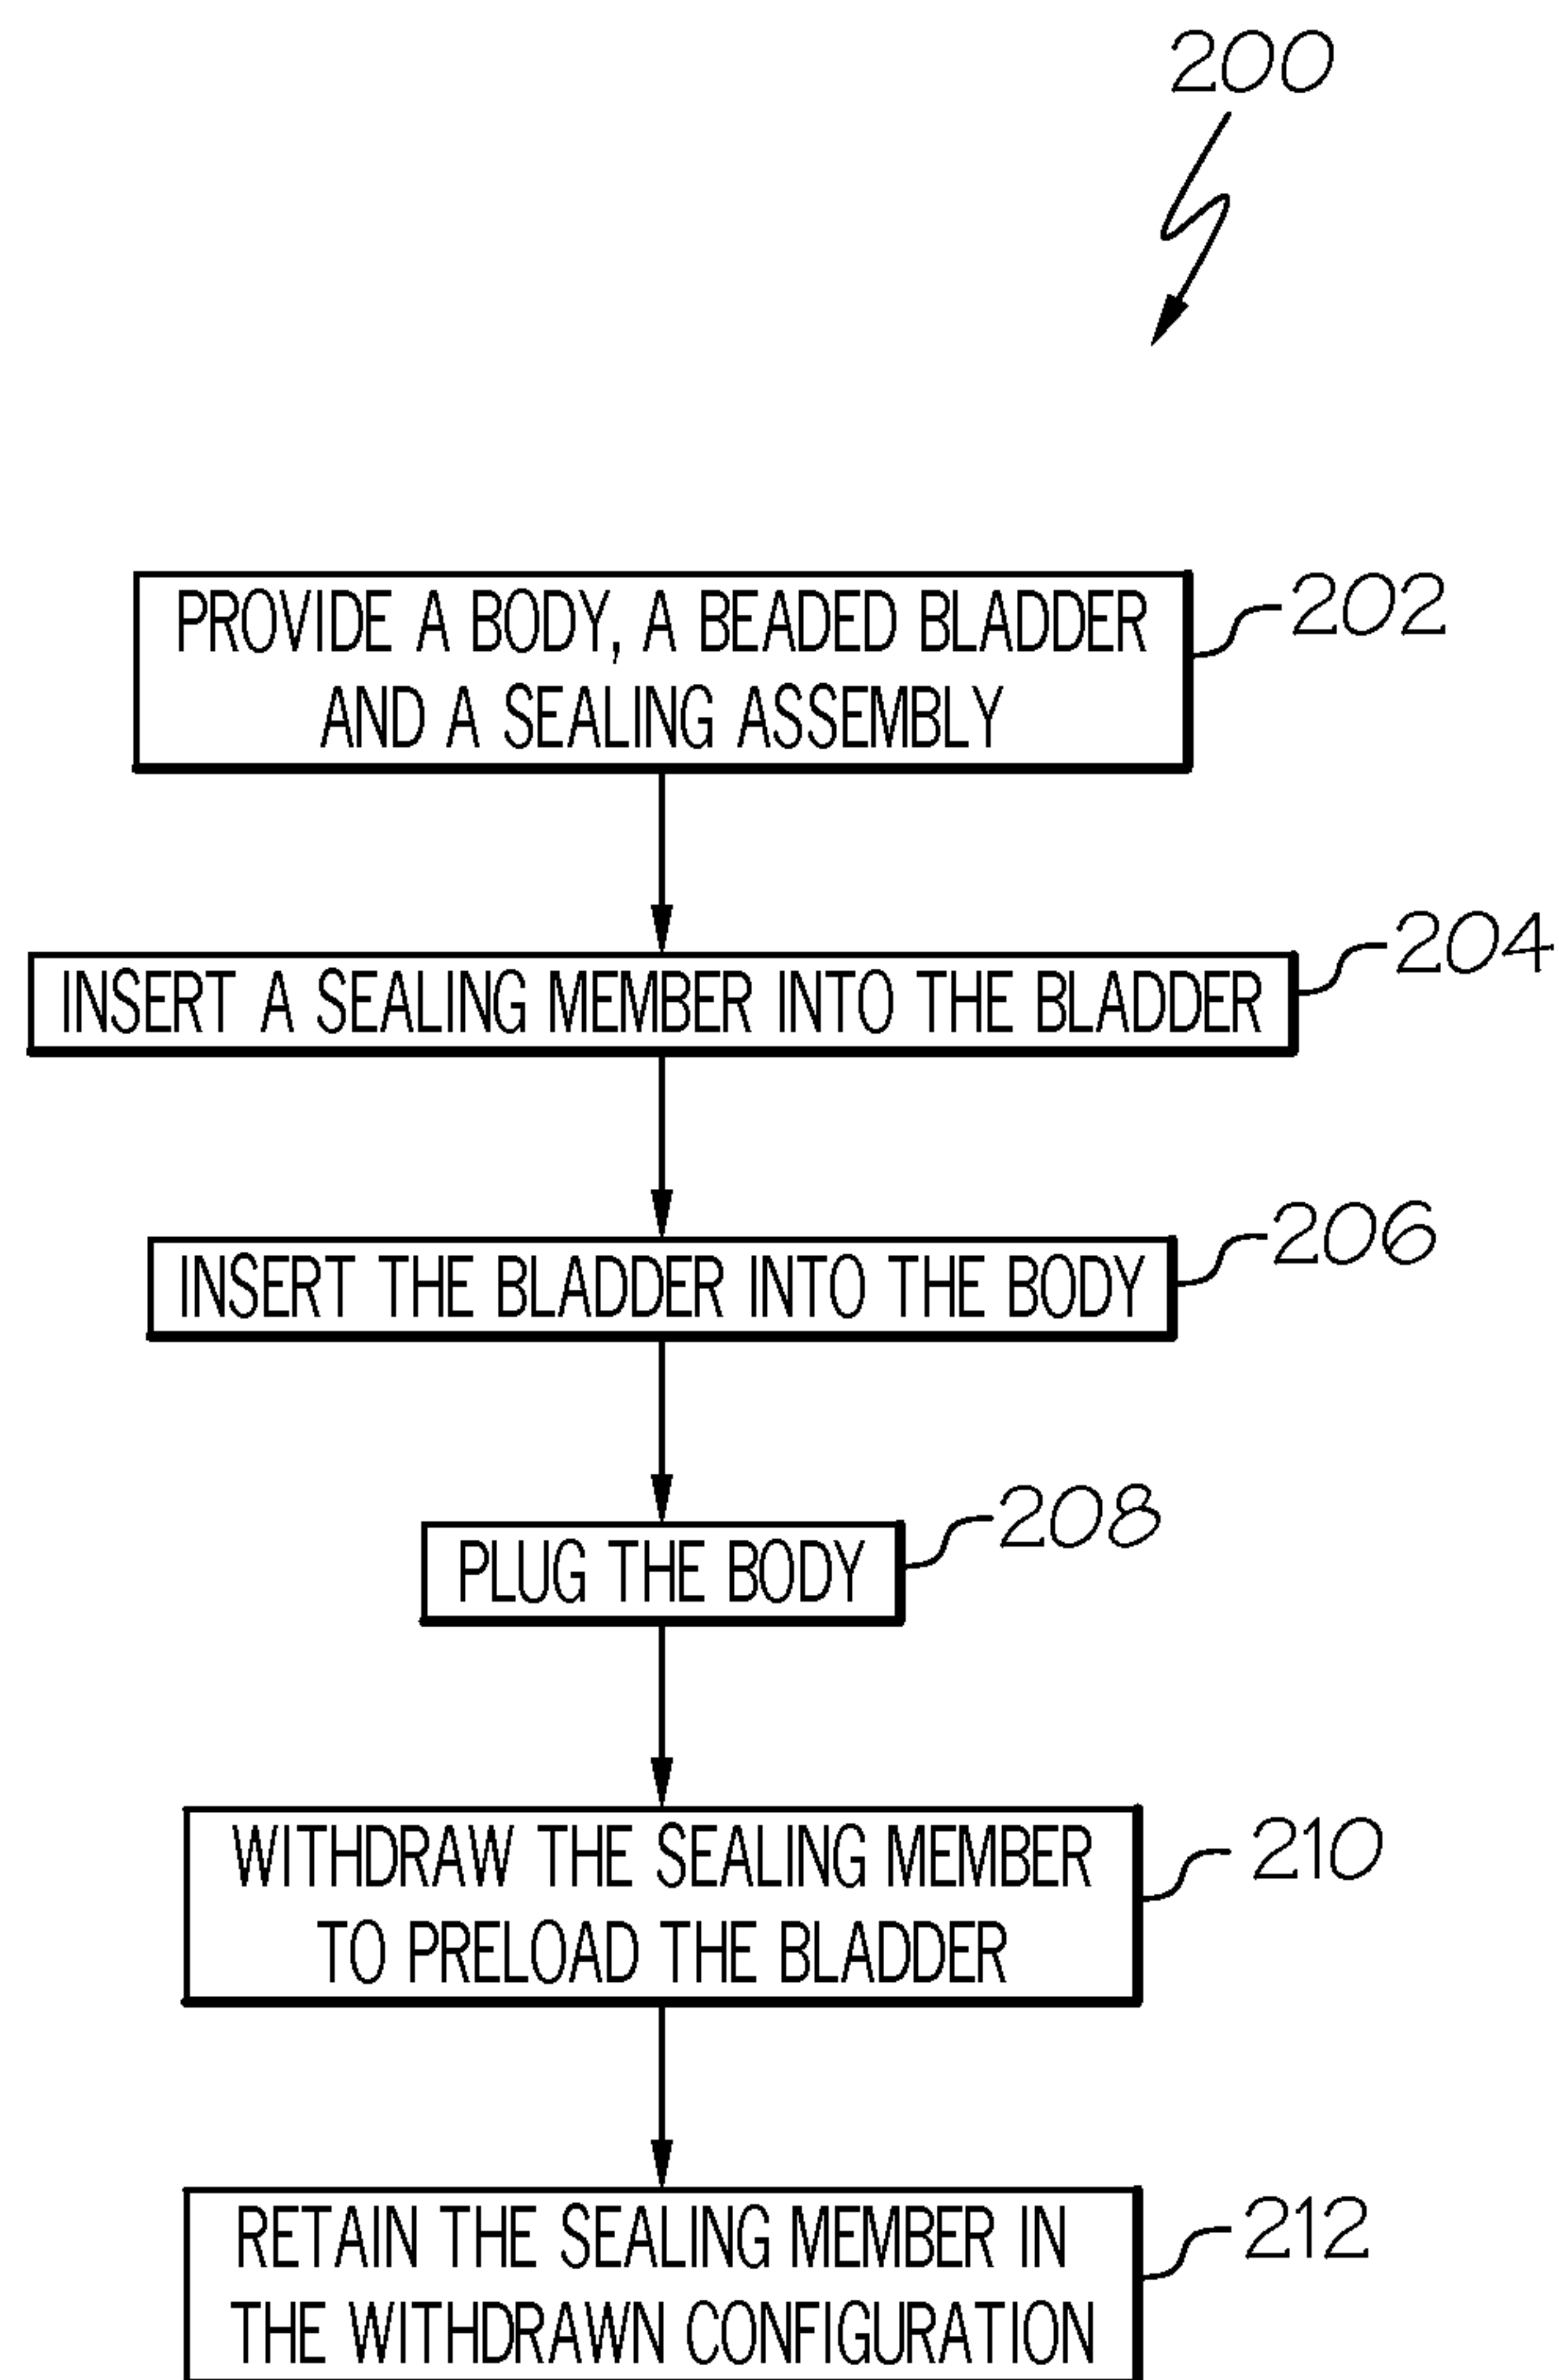 200
PROVIDE A BODY, A BEADED BLADDER
AND A SEALING ASSEMBLY
202
INSERT A SEALING MEMBER INTO THE BLADDER
204
INSERT THE BLADDER INTO THE BODY
206
PLUG THE BODY
208
WITHDRAW THE SEALING MEMBER
TO PRELOAD THE BLADDER
210
RETAIN THE SEALING MEMBER IN
THE WITHDRAWN CONFIGURATION
212